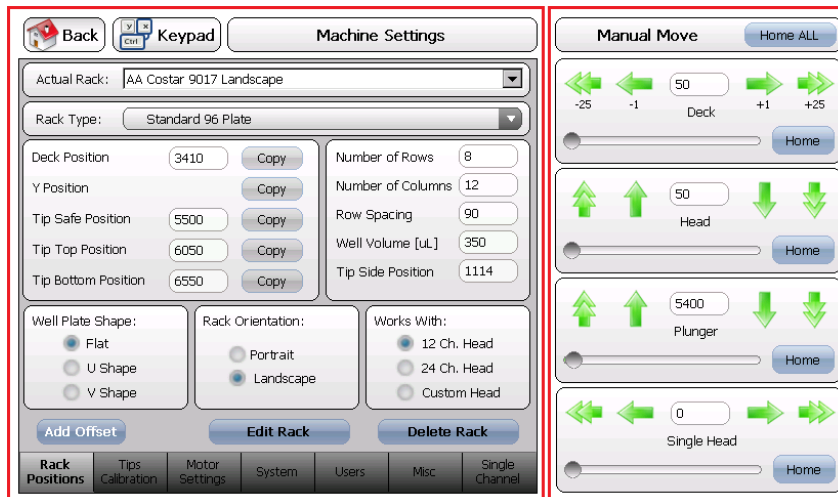 Back
y x
Ctrl
Keypad
Machine Settings
Actual Rack: AA Costar 9017 Landscape
Rack Type: Standard 96 Plate
Deck Position 3410 Copy
Y Position Copy
Tip Safe Position 5500 Copy
Tip Top Position 6050 Copy
Tip Bottom Position 6550 Copy
Number of Rows 8
Number of Columns 12
Row Spacing 90
Well Volume [uL] 350
Tip Side Position 1114
Well Plate Shape:
Flat
U Shape
V Shape
Rack Orientation:
Portrait
Landscape
Works With:
12 Ch. Head
24 Ch. Head
Custom Head
Add Offset Edit Rack Delete Rack
Rack Positions
Tips Calibration
Motor Settings
System
Users
Misc
Single Channel
Manual Move Home ALL
50
-25 -1 Deck +1 +25
Home
50
Head
Home
5400
Plunger
Home
0
Single Head
Home